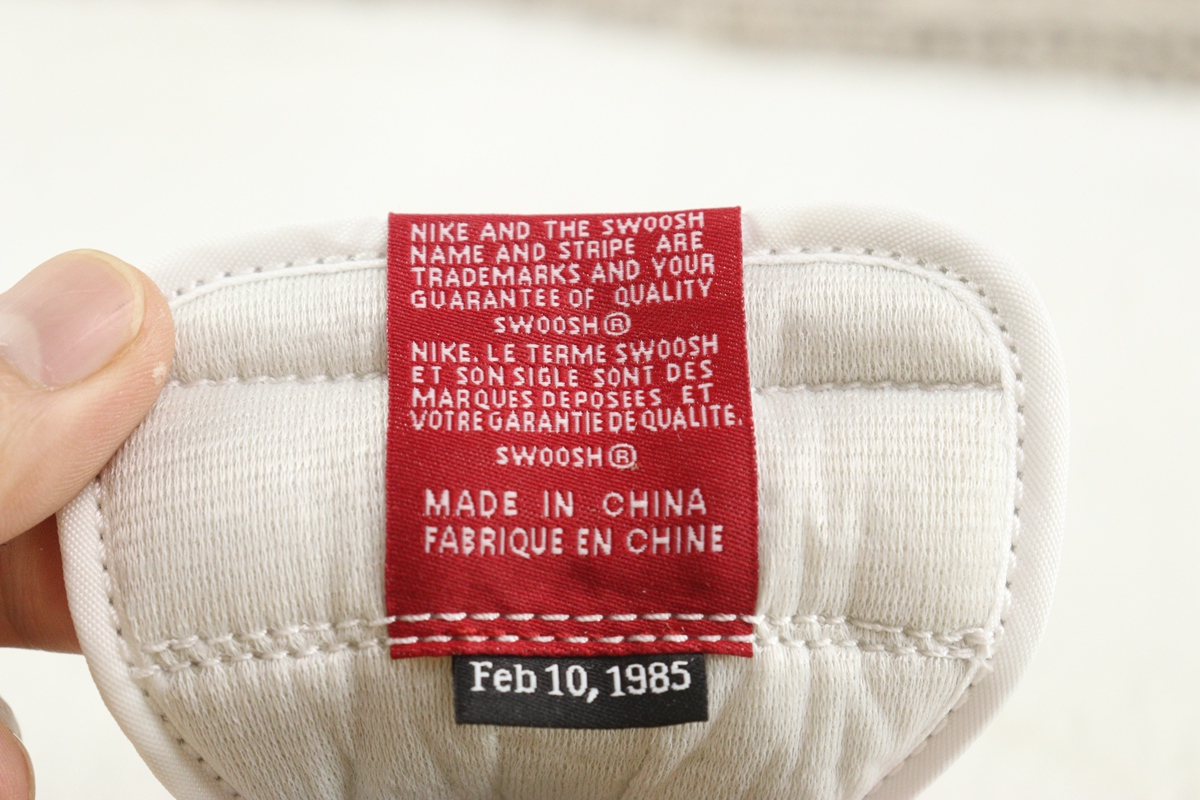 NIKE AND THE SWOOSH
NAME AND STRIPE ARE
TRADEMARKS AND YOUR
GUARANTEE OF QUALITY
SWOOSH®
NIKE. LE TERME SWOOSH
ET SON SIGLE SONT DES
MARQUES DEPOSEES ET
VOTRE GARANTIE DE QUALITE.
SWOOSH®
MADE IN CHINA
FABRIQUE EN CHINE
Feb 10, 1985